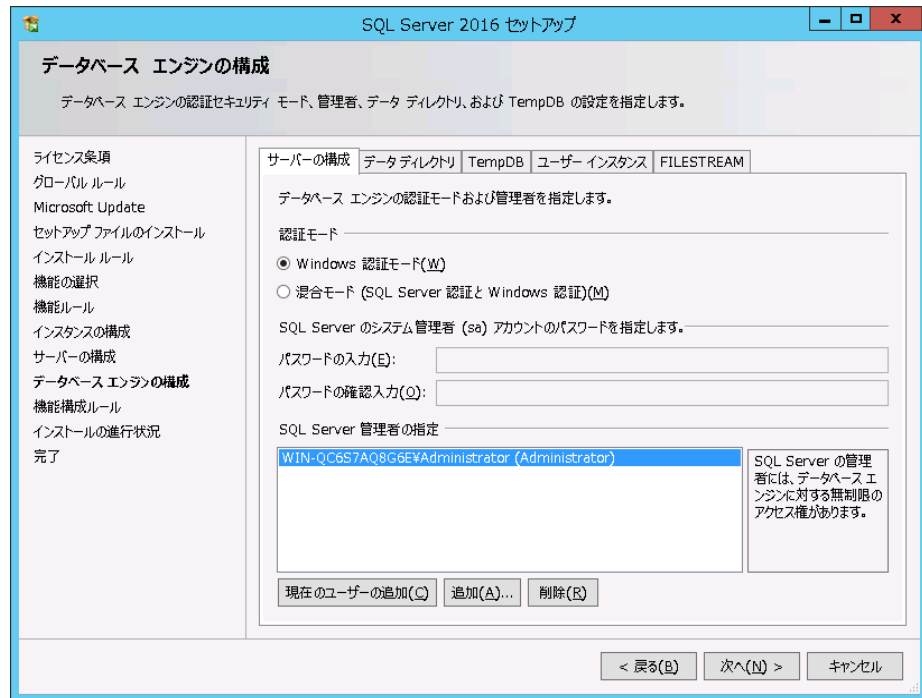 SQL Server 2016 セットアップ
データベース エンジンの構成
データベース エンジンの認証セキュリティ モード、管理者、データ ディレクトリ、および TempDB の設定を指定します。
ライセンス条項
グローバル ルール
Microsoft Update
セットアップ ファイルのインストール
インストール ルール
機能の選択
機能ルール
インスタンスの構成
サーバーの構成
データベース エンジンの構成
機能構成ルール
インストールの進行状況
完了
サーバーの構成
データ ディレクトリ
TempDB
ユーザー インスタンス
FILESTREAM
データベース エンジンの認証モードおよび管理者を指定します。
認証モード
Windows 認証モード(W)
混合モード (SQL Server 認証と Windows 認証)(M)
SQL Server のシステム管理者 (sa) アカウントのパスワードを指定します。
パスワードの入力(E):
パスワードの確認入力(O):
SQL Server 管理者の指定
WIN-QC6S7AQ8G6E¥Administrator (Administrator)
SQL Server の管理
者には、データベース エ
ンジンに対する無制限の
アクセス権があります。
現在のユーザーの追加(C)
追加(A)...
削除(R)
< 戻る(B)
次へ(N) >
キャンセル